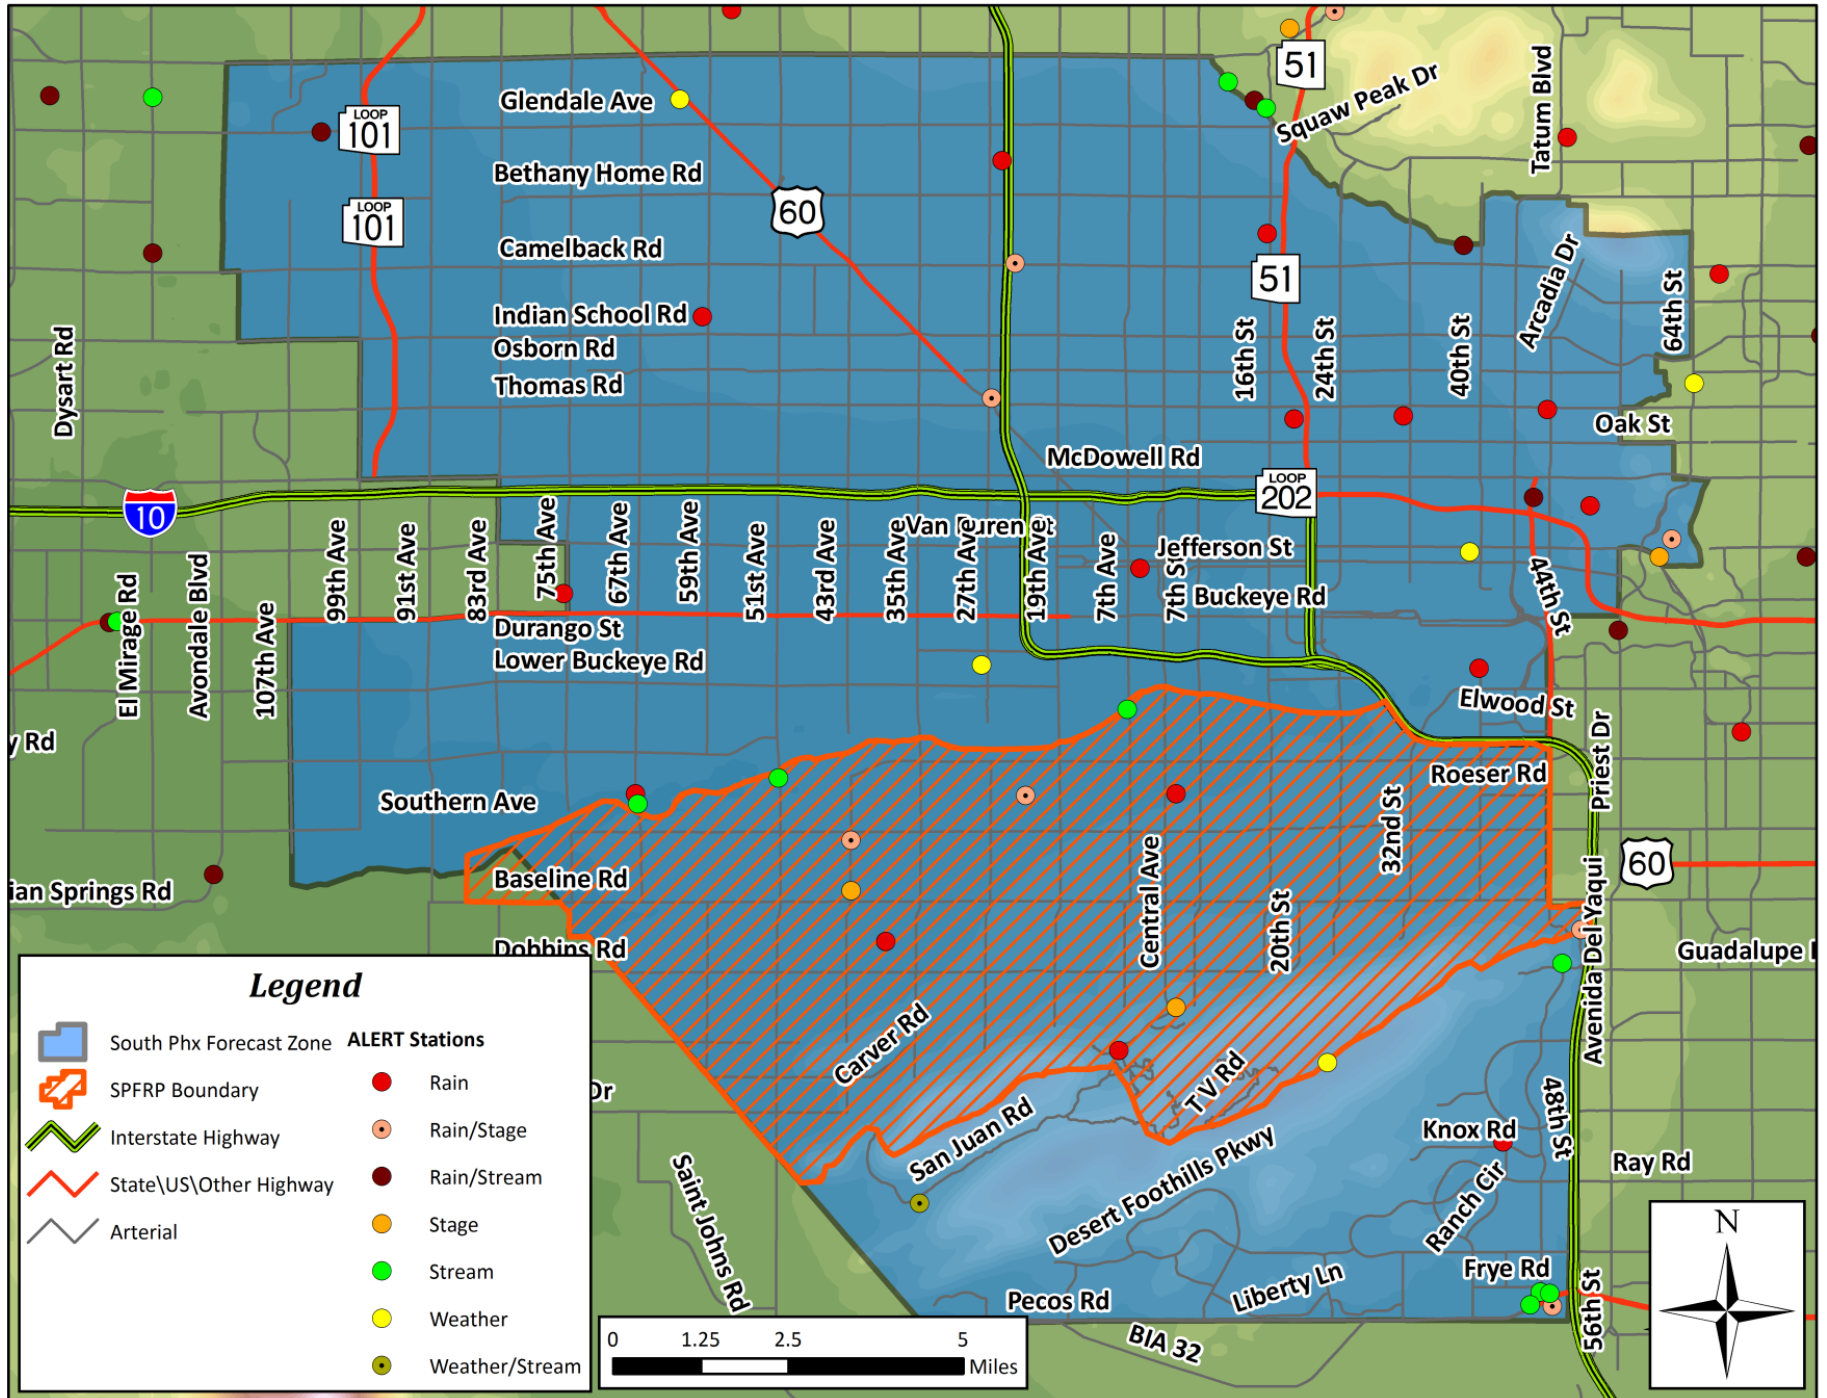 51
Squaw Peak Dr
Tatum Blvd
Glendale Ave
LOOP
101
Bethany Home Rd
60
LOOP
101
Camelback Rd
51
Arcadia Dr
64th St
Indian School Rd
Osborn Rd
Thomas Rd
Dysart Rd
16th St
24th St
40th St
Oak St
McDowell Rd
LOOP
202
10
Jefferson St
Buckeye Rd
El Mirage Rd
Avondale Blvd
107th Ave
99th Ave
91st Ave
83rd Ave
75th Ave
67th Ave
59th Ave
51st Ave
43rd Ave
35th Ave
27th Ave
19th Ave
7th Ave
7th St
44th St
Durango St
Lower Buckeye Rd
Elwood St
y Rd
Priest Dr
Roeser Rd
Southern Ave
32nd St
60
Baseline Rd
ian Springs Rd
Central Ave
20th St
Avenida Del Yaqui
Dobbins Rd
Guadalupe
Carver Rd
T V Rd
Dr
San Juan Rd
Knox Rd
48th St
Ray Rd
Desert Foothills Pkwy
Ranch Cir
Saint Johns Rd
Frye Rd
Liberty Ln
Pecos Rd
56th St
BIA 32
Legend
South Phx Forecast Zone
SPFRP Boundary
Interstate Highway
State\US\Other Highway
Arterial
ALERT Stations
Rain
Rain/Stage
Rain/Stream
Stage
Stream
Weather
Weather/Stream
0 1.25 2.5 5
Miles
N